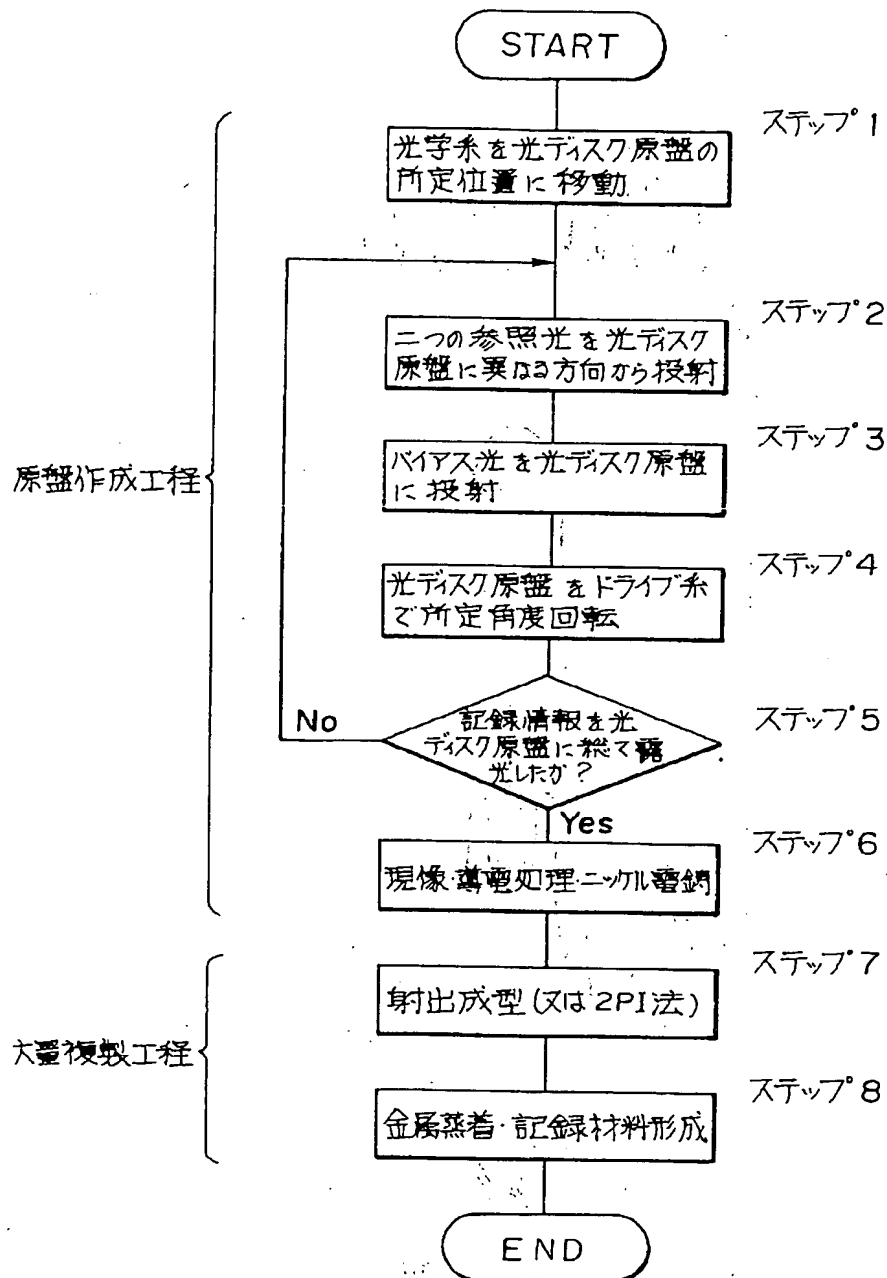 START
ステップ1
光学系を光ディスク原盤の
所定位置に移動
ステップ2
二つの参照光を光ディスク
原盤に異なる方向から投射
ステップ3
バイアス光を光ディスク原盤
に投射
原盤作成工程
ステップ4
光ディスク原盤をドライブ系
で所定角度回転
ステップ5
No
記録情報を光
ディスク原盤に総て露
光したか?
Yes
ステップ6
現像・導電処理・ニッケル電鋳
ステップ7
射出成型(又は2PI法)
大量複製工程
ステップ8
金属蒸着・記録材料形成
END